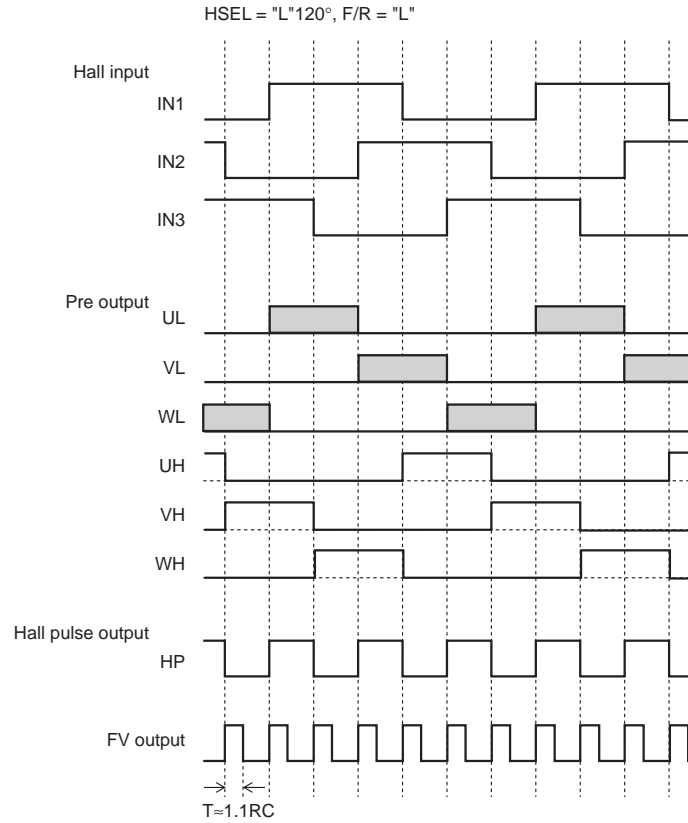 HSEL = "L"120°, F/R = "L"
Hall input
IN1
IN2
IN3
Pre output
UL
VL
WL
UH
VH
WH
Hall pulse output
HP
FV output
T≈1.1RC